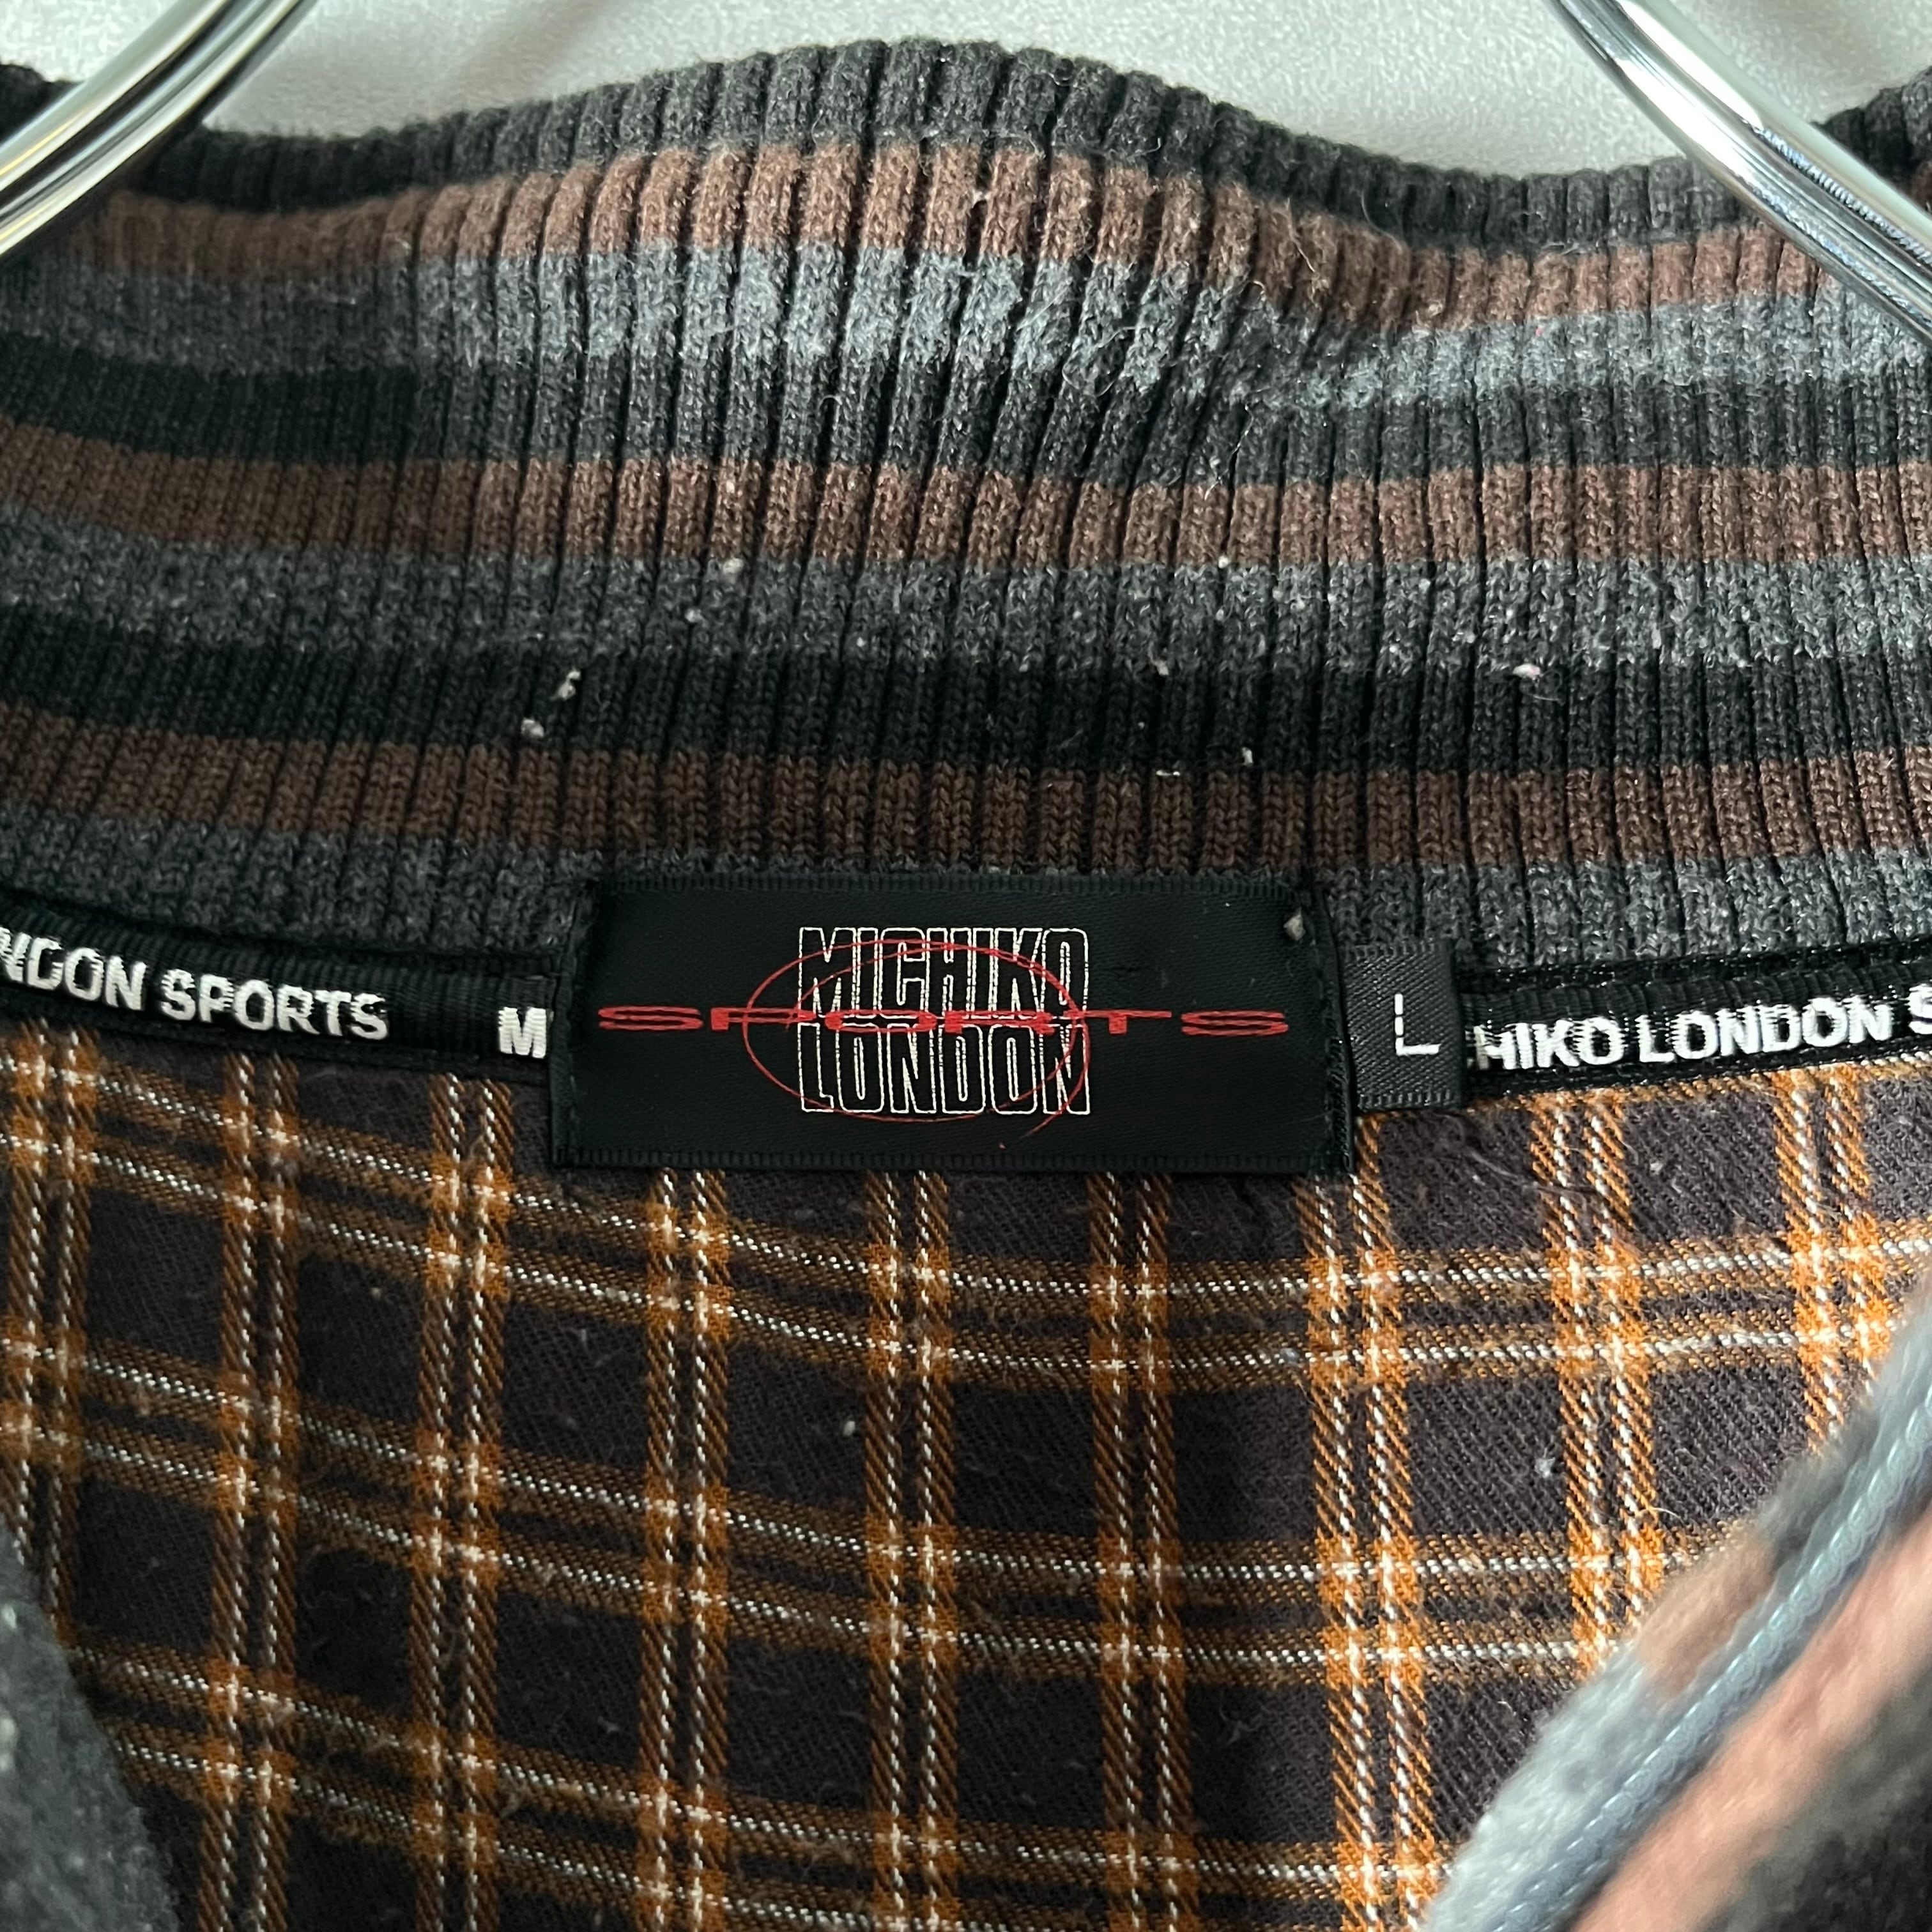 NDON SPORTS M
MICHIKO
SPORTS
LONDON
L
HIKO LONDON S